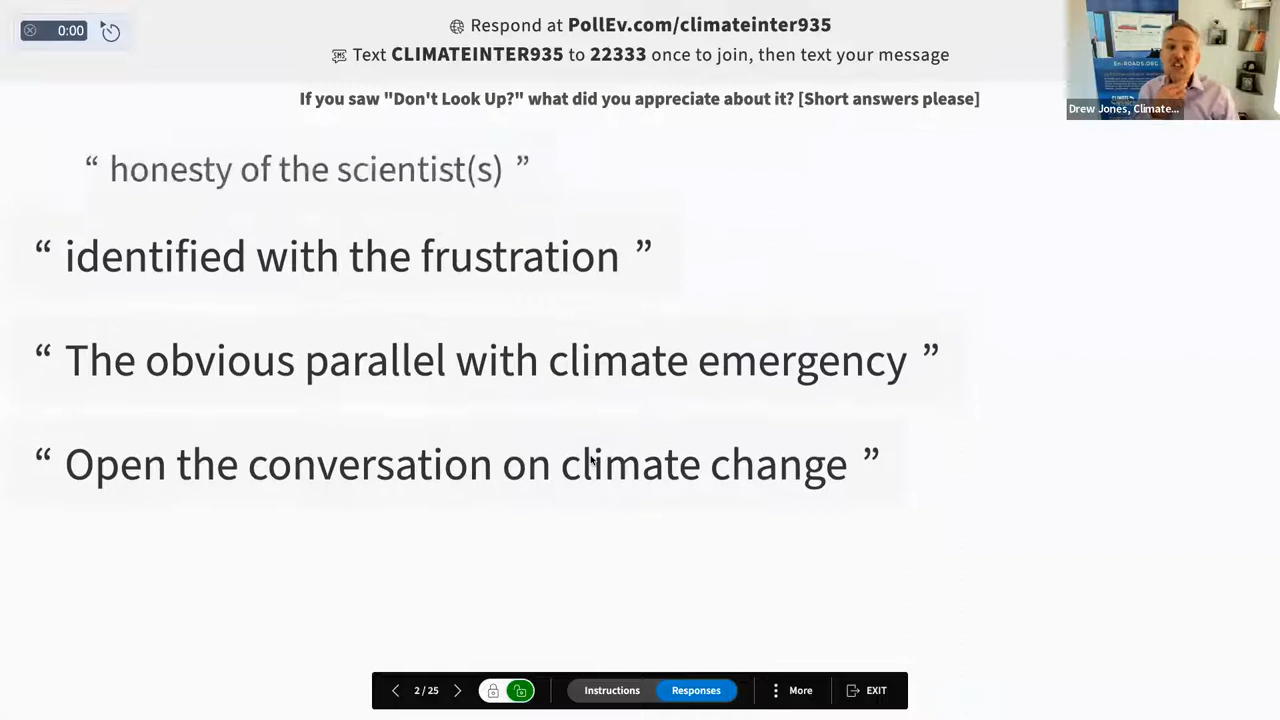 0:00
Respond at PollEv.com/climateinter935
Text CLIMATEINTER935 to 22333 once to join, then text your message
If you saw "Don't Look Up?" what did you appreciate about it? [Short answers please]
En-ROADS.ORG
Drew Jones, Climate...
“ honesty of the scientist(s) ”
“ identified with the frustration ”
“ The obvious parallel with climate emergency ”
“ Open the conversation on climate change ”
2 / 25
Instructions
Responses
More
EXIT